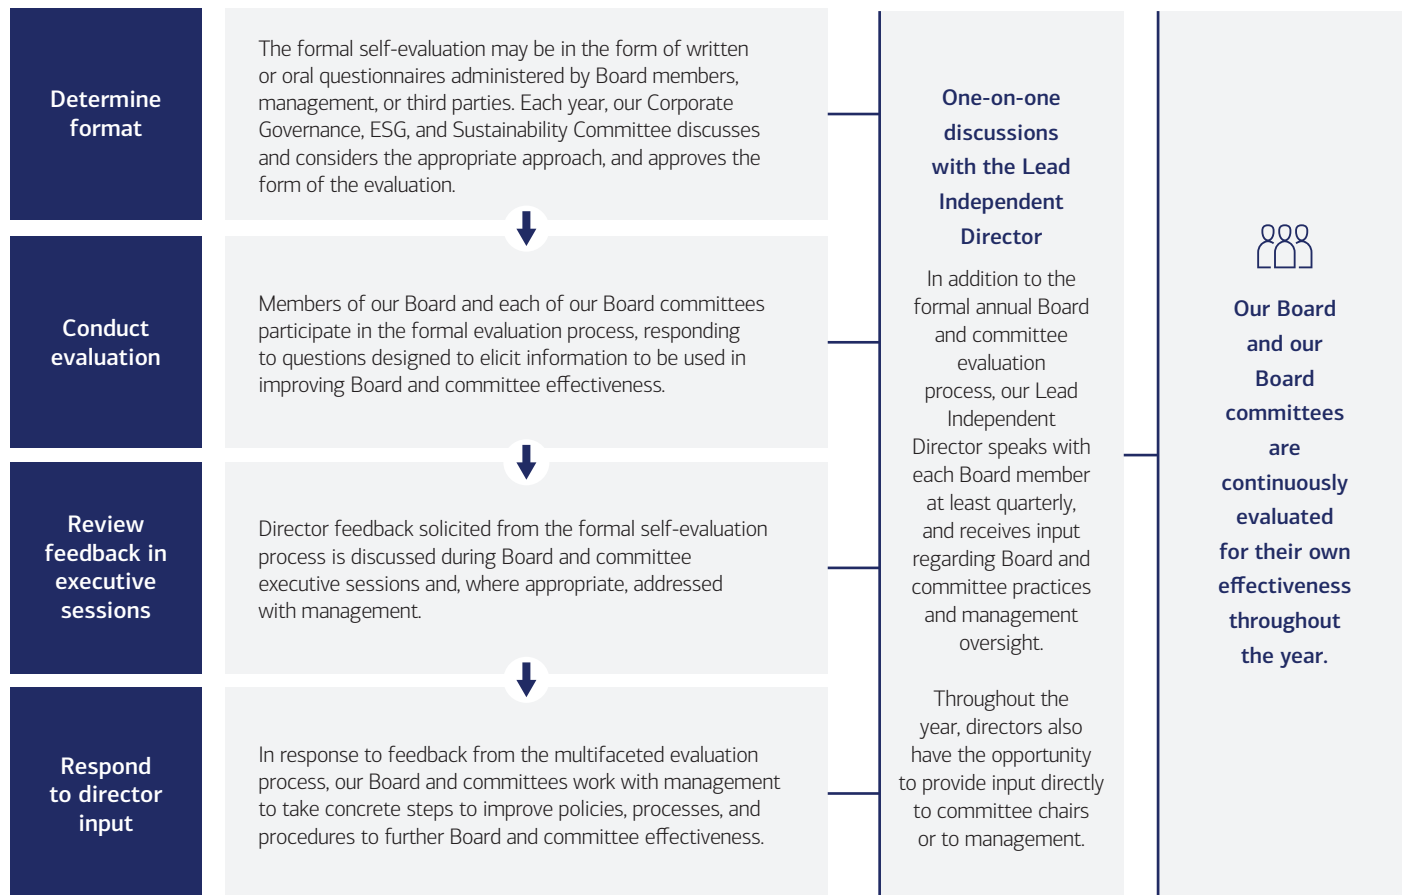 Determine
format
The formal self-evaluation may be in the form of written
or oral questionnaires administered by Board members,
management, or third parties. Each year, our Corporate
Governance, ESG, and Sustainability Committee discusses
and considers the appropriate approach, and approves the
form of the evaluation.
Conduct
evaluation
Members of our Board and each of our Board committees
participate in the formal evaluation process, responding
to questions designed to elicit information to be used in
improving Board and committee effectiveness.
Review
feedback in
executive
sessions
Director feedback solicited from the formal self-evaluation
process is discussed during Board and committee
executive sessions and, where appropriate, addressed
with management.
Respond
to director
input
In response to feedback from the multifaceted evaluation
process, our Board and committees work with management
to take concrete steps to improve policies, processes, and
procedures to further Board and committee effectiveness.
One-on-one
discussions
with the Lead
Independent
Director
In addition to the
formal annual Board
and committee
evaluation
process, our Lead
Independent
Director speaks with
each Board member
at least quarterly,
and receives input
regarding Board and
committee practices
and management
oversight.
Throughout the
year, directors also
have the opportunity
to provide input directly
to committee chairs
or to management.
Our Board
and our
Board
committees
are
continuously
evaluated
for their own
effectiveness
throughout
the year.